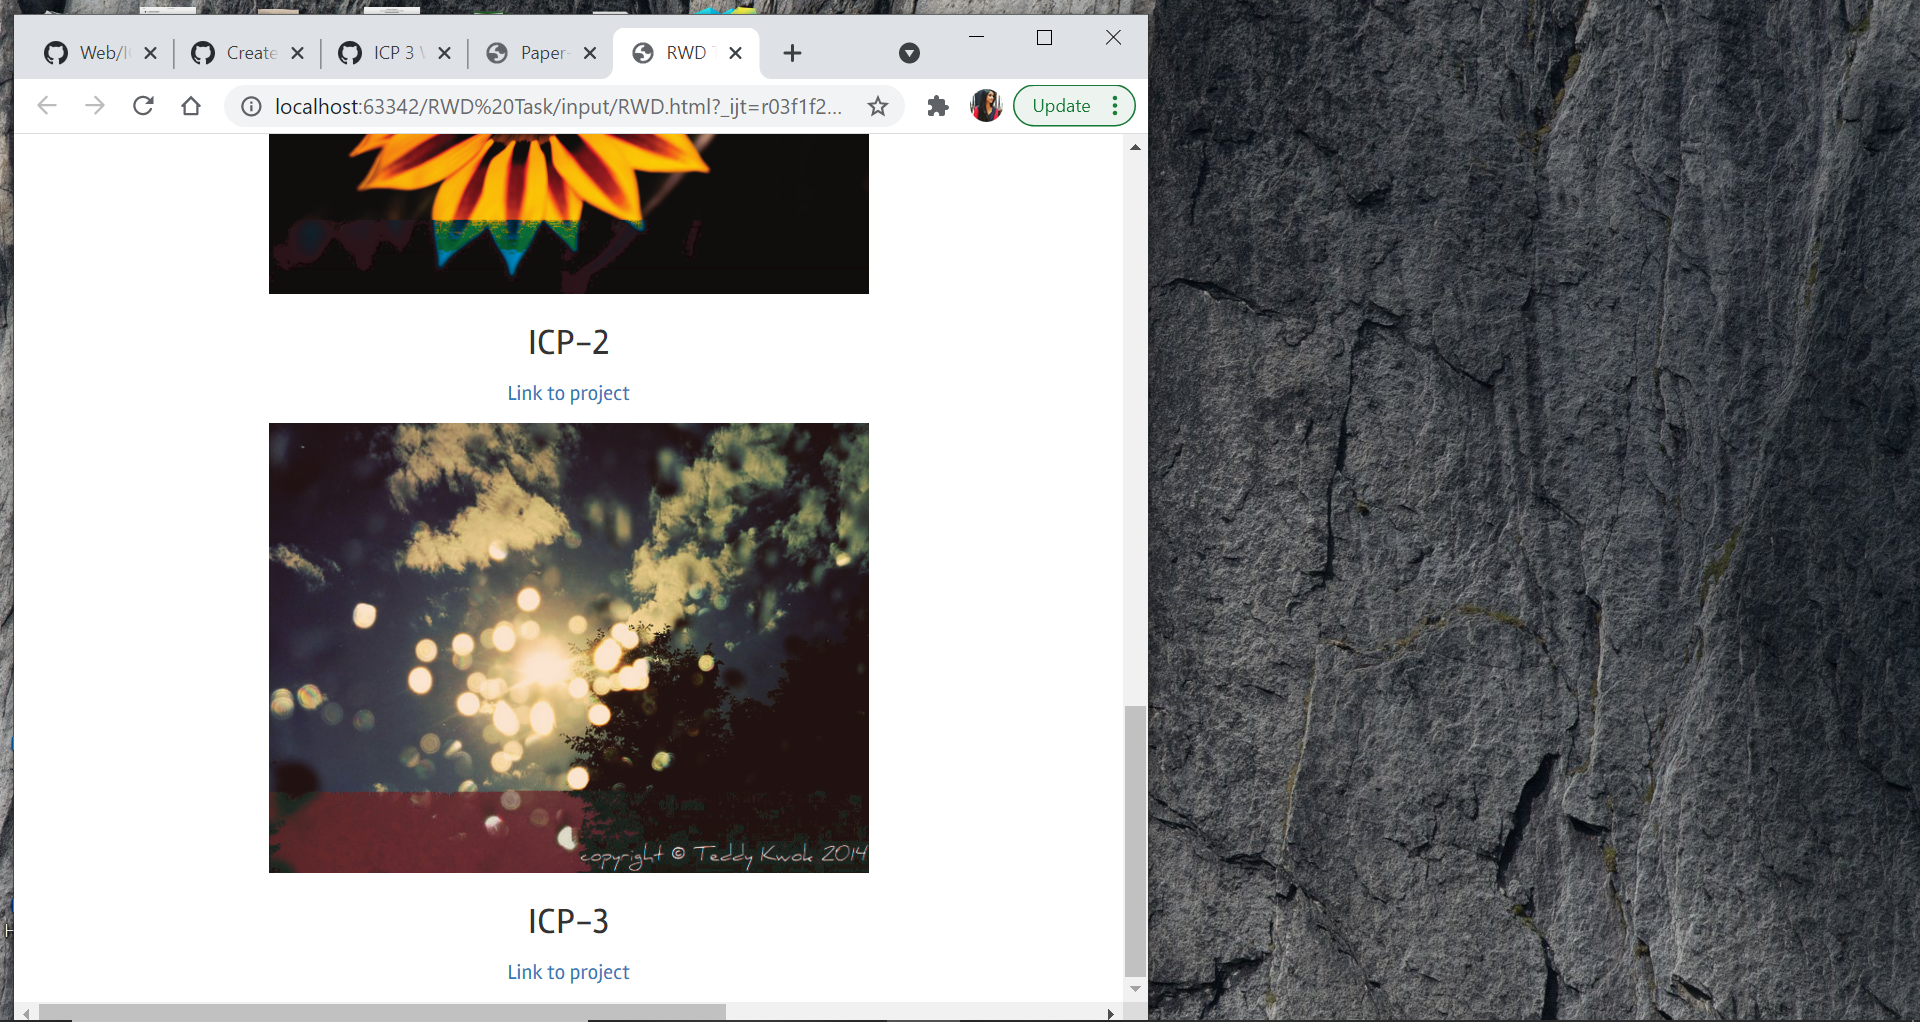 Web/I
Create
ICP 3
Paper-
RWD
localhost:63342/RWD%20Task/input/RWD.html?_ijt=r03f1f2...
Update
ICP-2
Link to project
copyright © Teddy Kwok 2014
ICP-3
Link to project
H